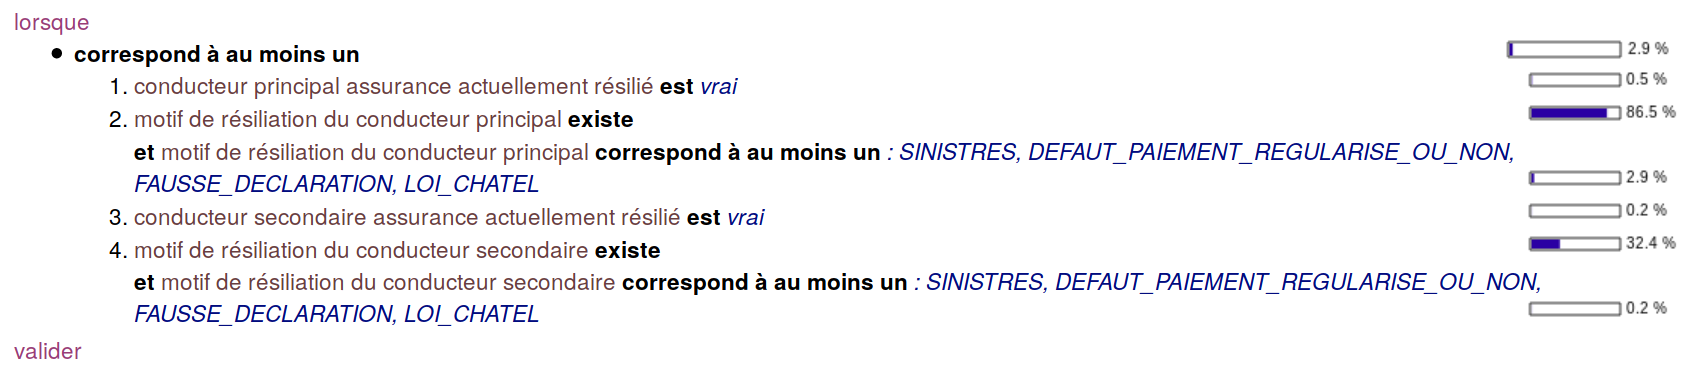 lorsque
• correspond à au moins un 2.9 %
1. conducteur principal assurance actuellement résilié est vrai 0.5 %
2. motif de résiliation du conducteur principal existe 86.5 %
et motif de résiliation du conducteur principal correspond à au moins un : SINISTRES, DEFAUT_PAIEMENT_REGULARISE_OU_NON,
FAUSSE_DECLARATION, LOI_CHATEL 2.9 %
3. conducteur secondaire assurance actuellement résilié est vrai 0.2 %
4. motif de résiliation du conducteur secondaire existe 32.4 %
et motif de résiliation du conducteur secondaire correspond à au moins un : SINISTRES, DEFAUT_PAIEMENT_REGULARISE_OU_NON,
FAUSSE_DECLARATION, LOI_CHATEL 0.2 %
valider